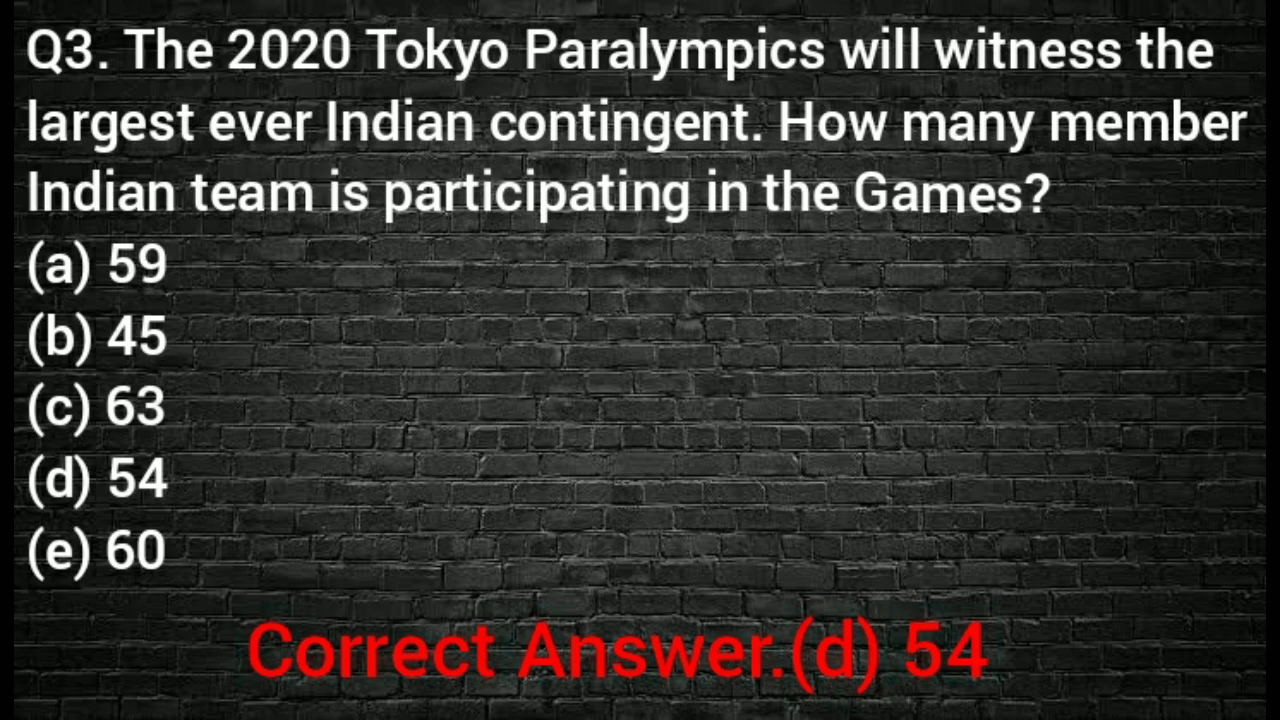 Q3. The 2020 Tokyo Paralympics will witness the
largest ever Indian contingent. How many member
Indian team is participating in the Games?
(a) 59
(b) 45
(c) 63
(d) 54
(e) 60
Correct Answer.(d) 54